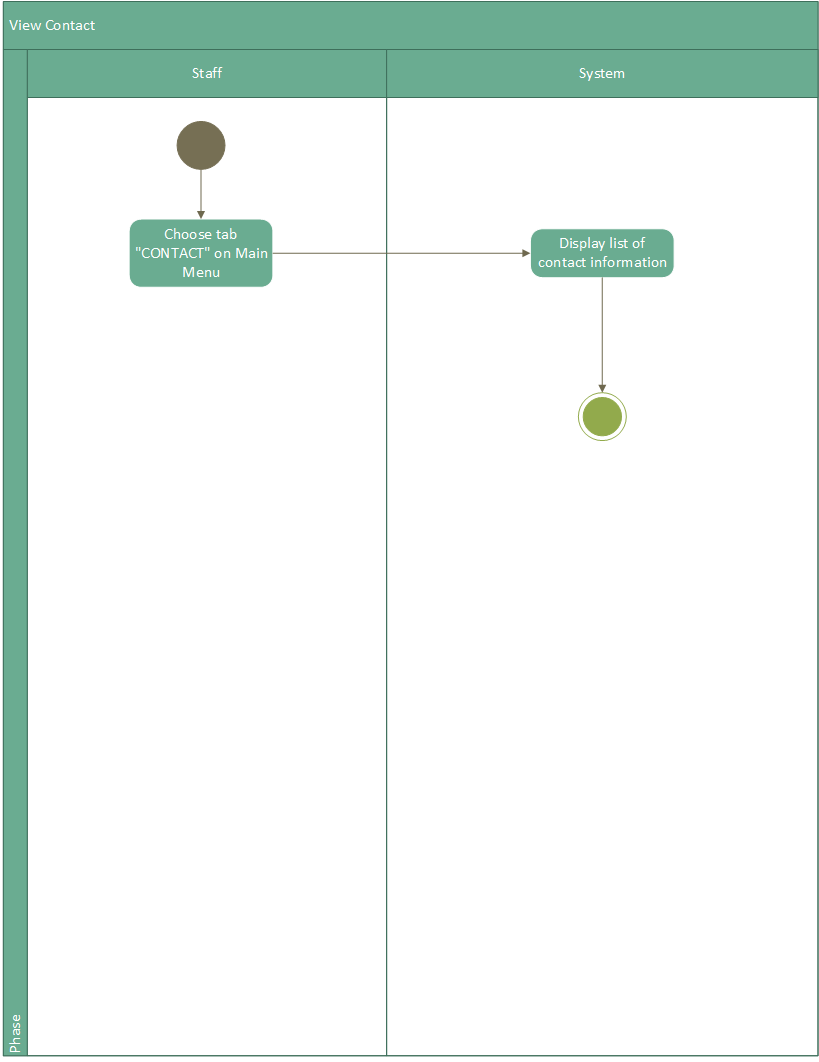 View Contact
Staff
System
Choose tab
"CONTACT" on Main
Menu
Display list of
contact information
Phase